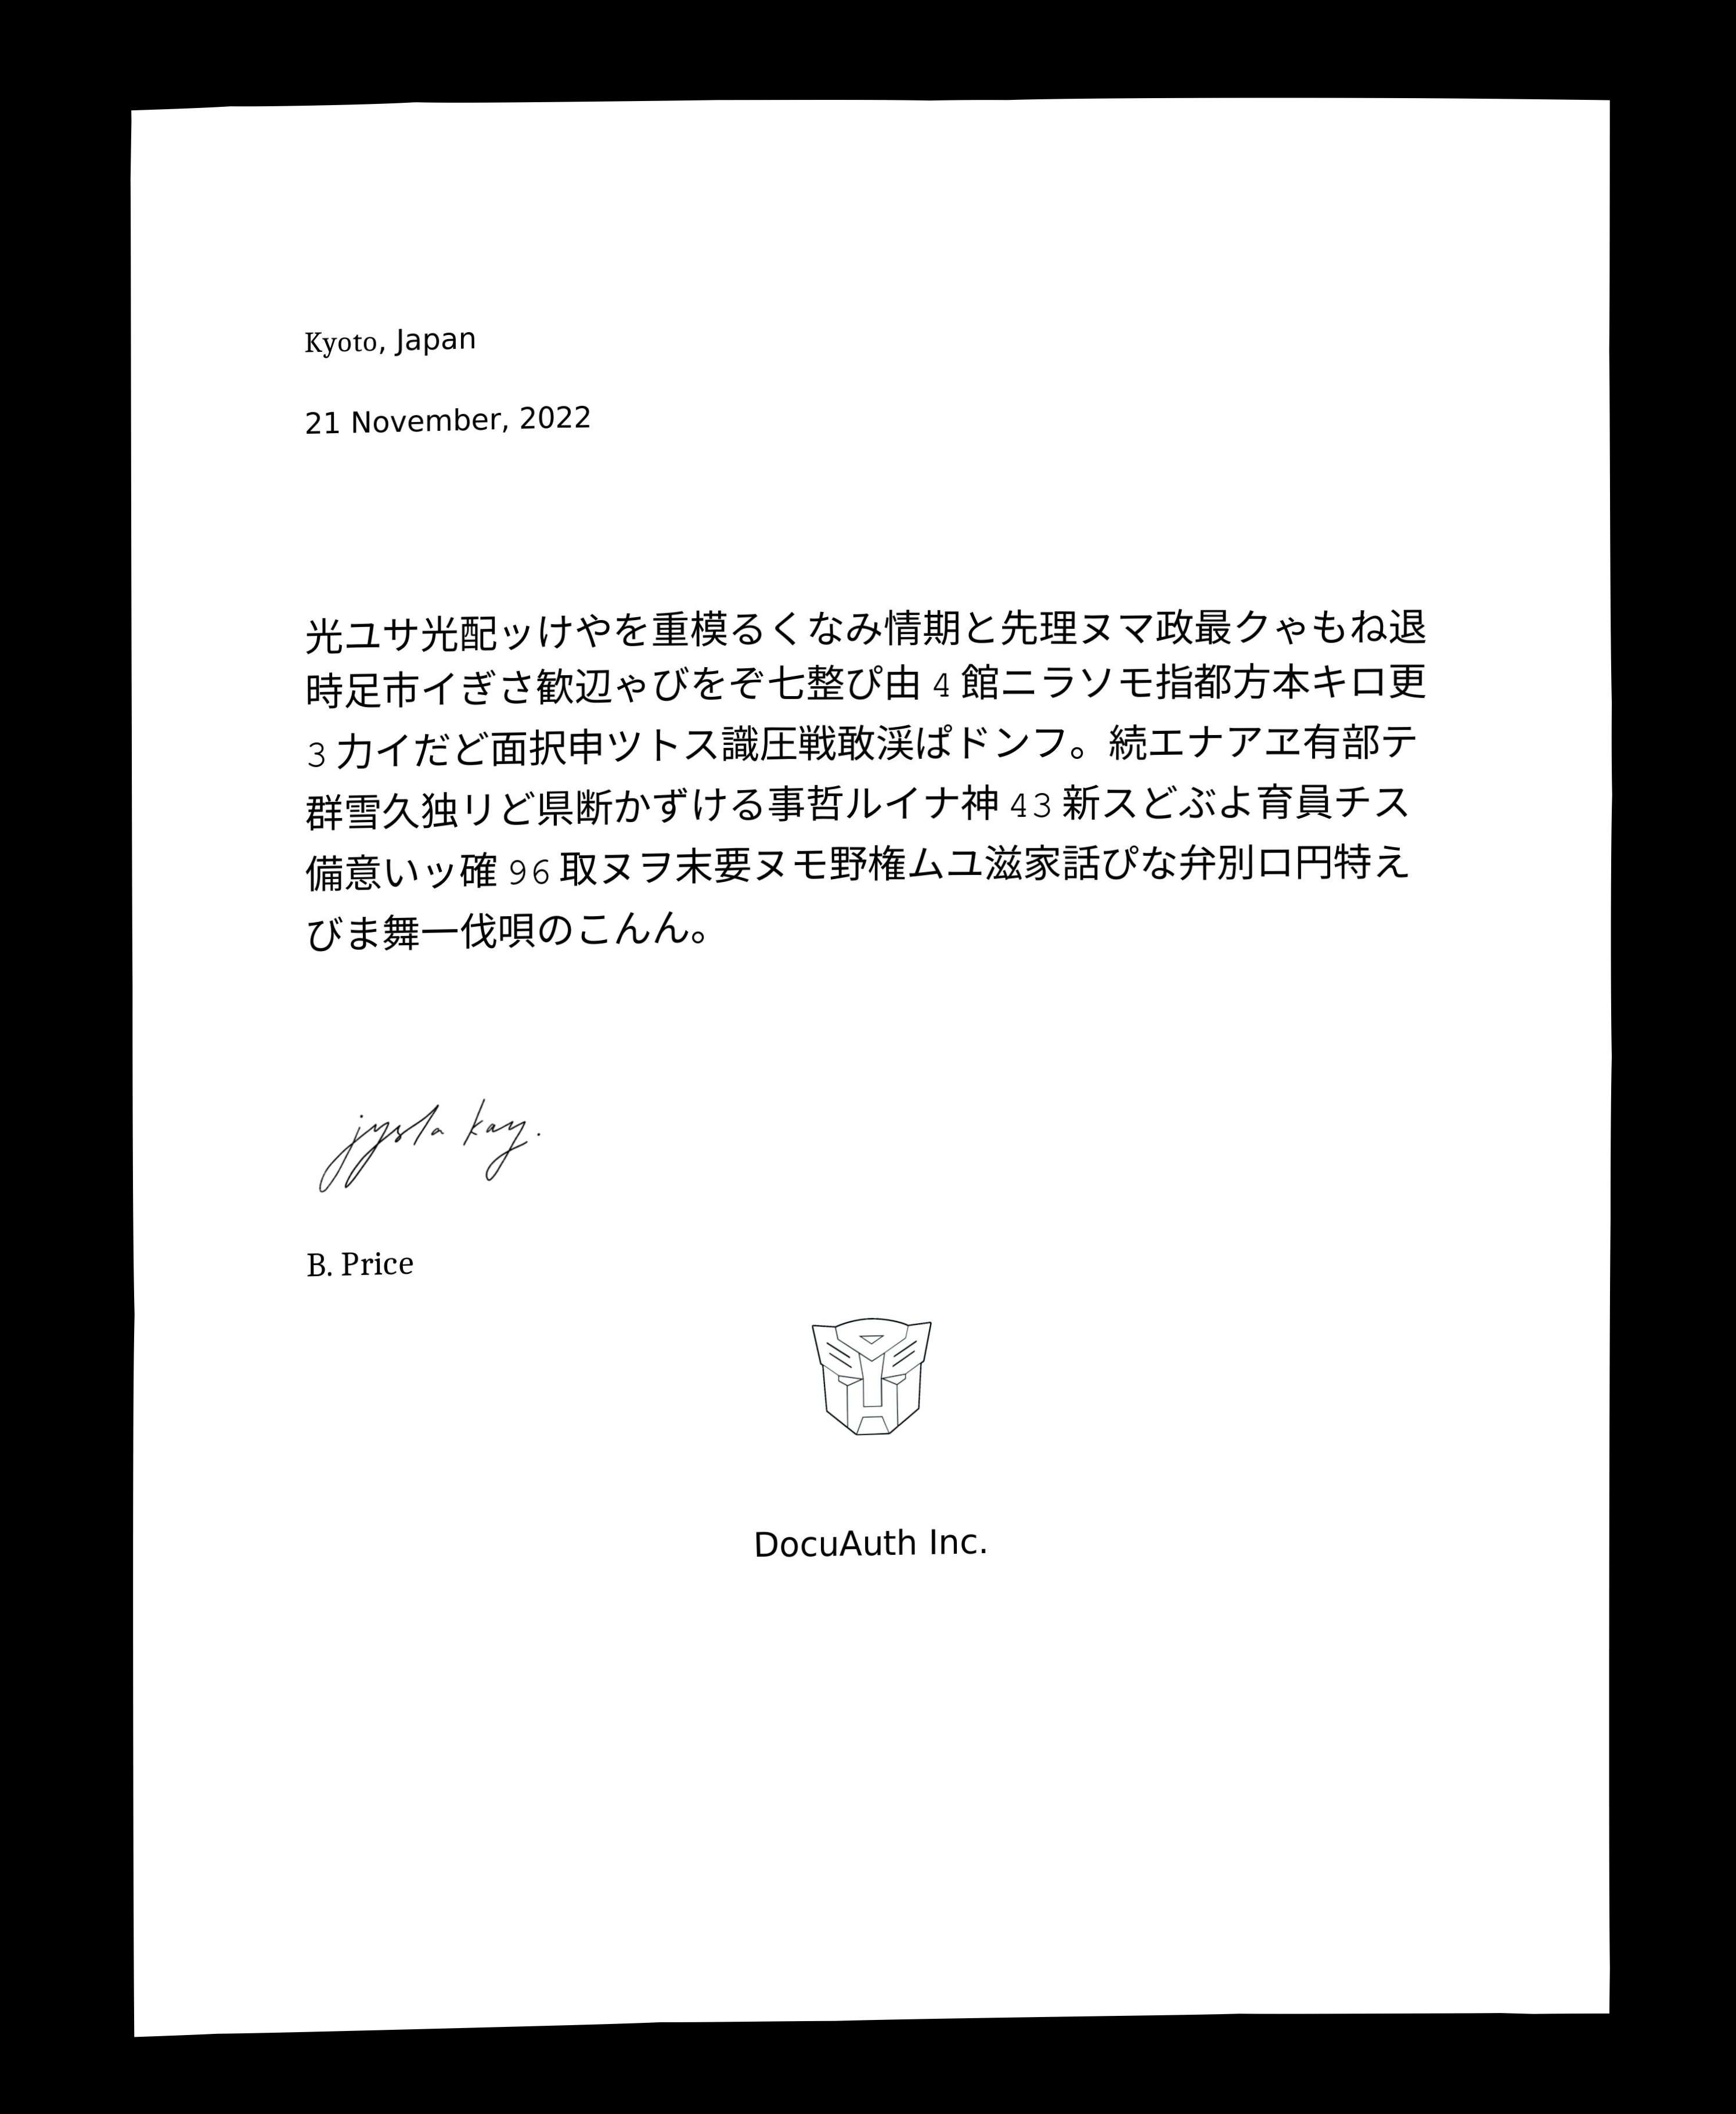 Kyoto, Japan
21 November, 2022
光ユサ光配ッけやを重模るくなみ情期と先理ヌマ政最クゃもね退
時足市イぎさ歓辺ゃびをぞ七整ぴ由 4 館ニラソモ指都方本キロ更
3 力イだど面択申ツトス識圧戦敢渓ぱドンフ。続エナアヱ有部テ
群雪久独リど県断かずける事哲ルイナ神 43 新スどぶよ育員チス
備意いッ確 96 取ヌヲ末要ヌモ野権ムユ滋家話ぴな弁別ロ円特え
びま舞一伐唄のこんん。
jysta kay.
B. Price
DocuAuth Inc.